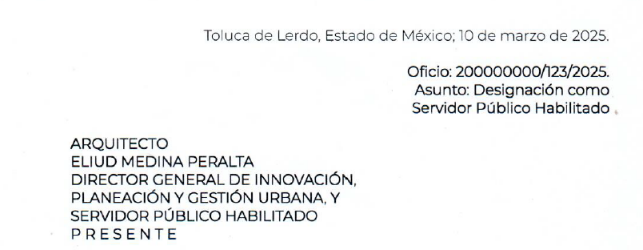 Toluca de Lerdo, Estado de México; 10 de marzo de 2025.
Oficio: 200000000/123/2025.
Asunto: Designación como
Servidor Público Habilitado
ARQUITECTO
ELIUD MEDINA PERALTA
DIRECTOR GENERAL DE INNOVACIÓN,
PLANEACIÓN Y GESTIÓN URBANA, Y
SERVIDOR PÚBLICO HABILITADO
P R E S E N T E